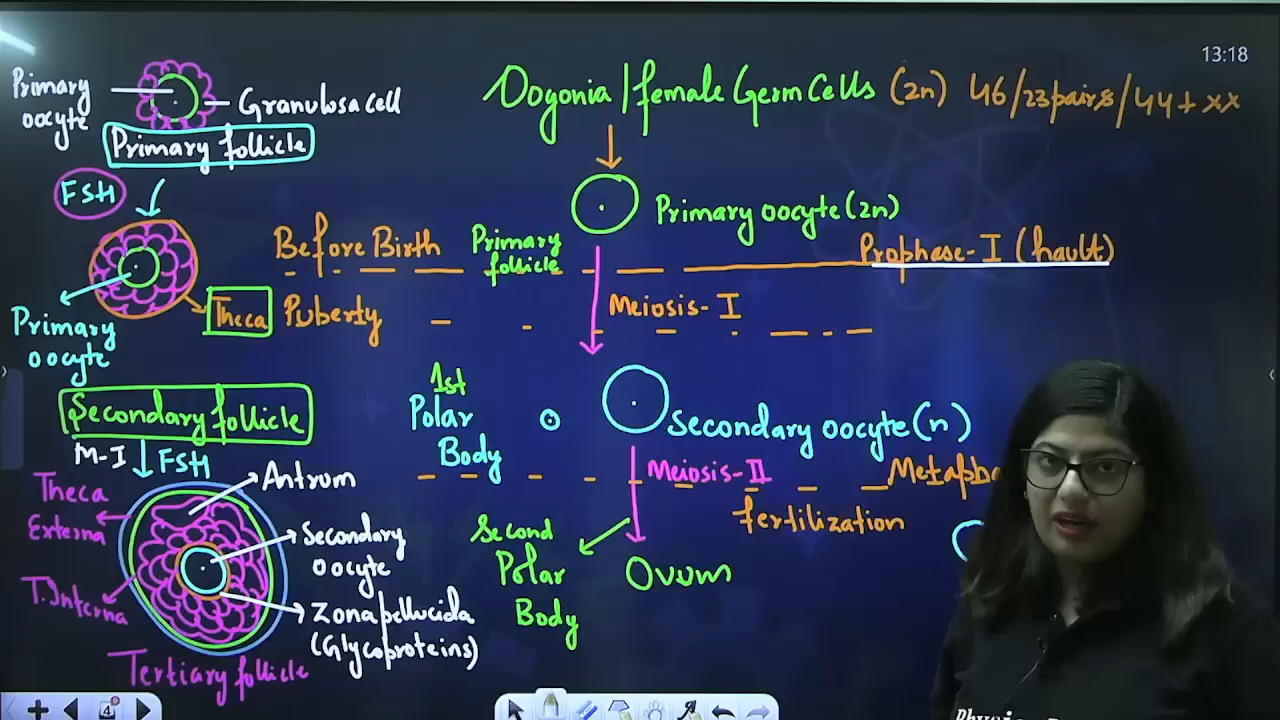 13:18
Primary
oocyte
Granulosa cell
Primary follicle
FSH
Theca
Primary
oocyte
Secondary follicle
M-I
FSH
Antrum
Theca
Externa
Secondary
oocyte
T. Interna
Zona pellucida
(Glycoproteins)
Tertiary follicle
Oogonia / female Germ Cells (2n) 46/23 pairs/44 + xx
Primary oocyte (2n)
Before Birth
Primary
follicle
Prophase-I (hault)
Puberty
Meiosis-I
1st
Polar
Body
Secondary oocyte (n)
Meiosis-II
fertilization
Second
Polar
Body
Ovum
4